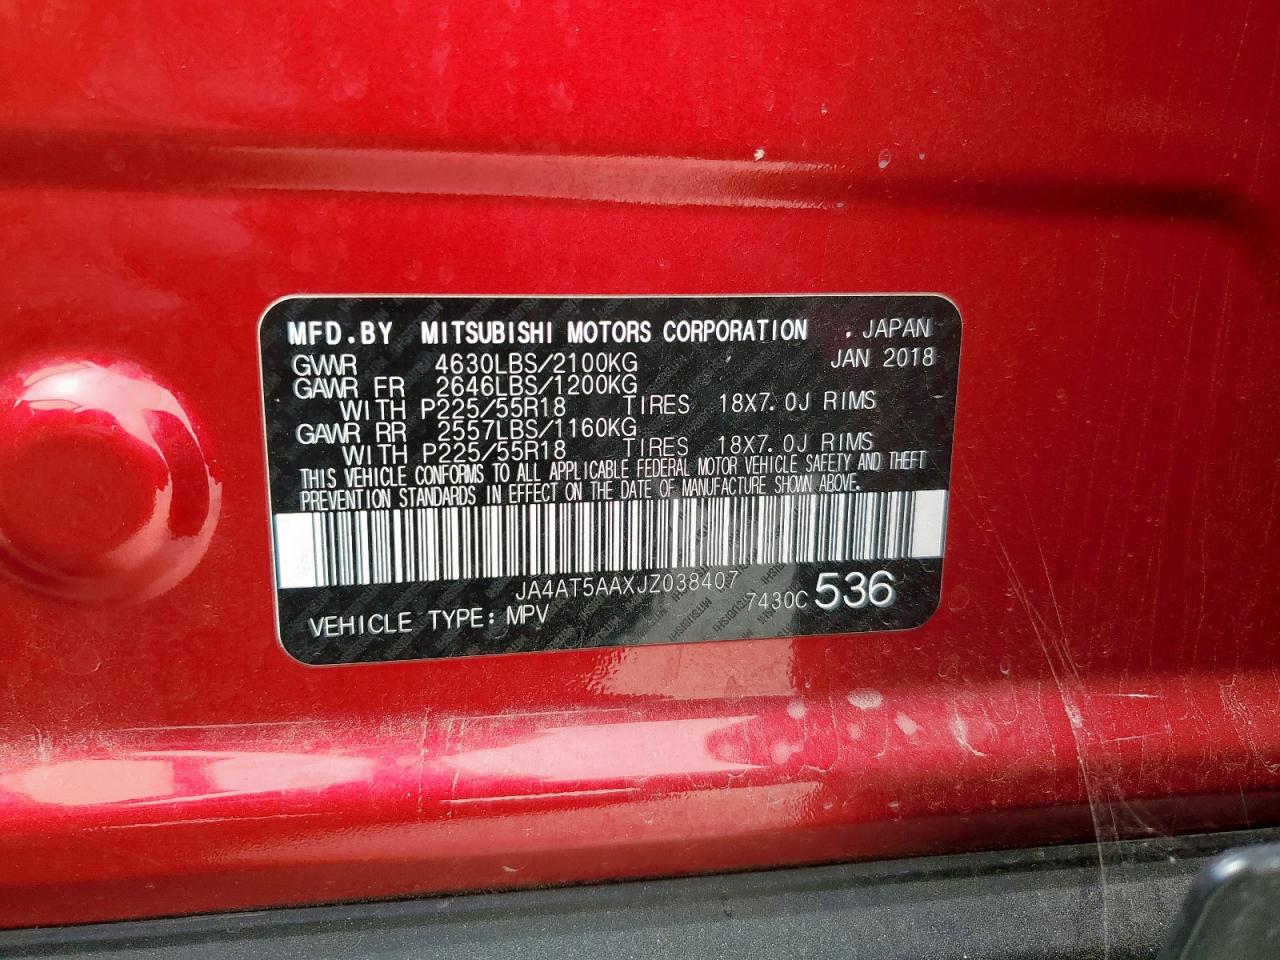 MFD.BY MITSUBISHI MOTORS CORPORATION . JAPAN
GVWR 4630LBS/2100KG JAN 2018
GAWR FR 2646LBS/1200KG
WITH P225/55R18 TIRES 18X7.0J RIMS
GAWR RR 2557LBS/1160KG
WITH P225/55R18 TIRES 18X7.0J RIMS
THIS VEHICLE CONFORMS TO ALL APPLICABLE FEDERAL MOTOR VEHICLE SAFETY AND THEFT
PREVENTION STANDARDS IN EFFECT ON THE DATE OF MANUFACTURE SHOWN ABOVE.
JA4AT5AAXJZ038407
7430C 536
VEHICLE TYPE: MPV